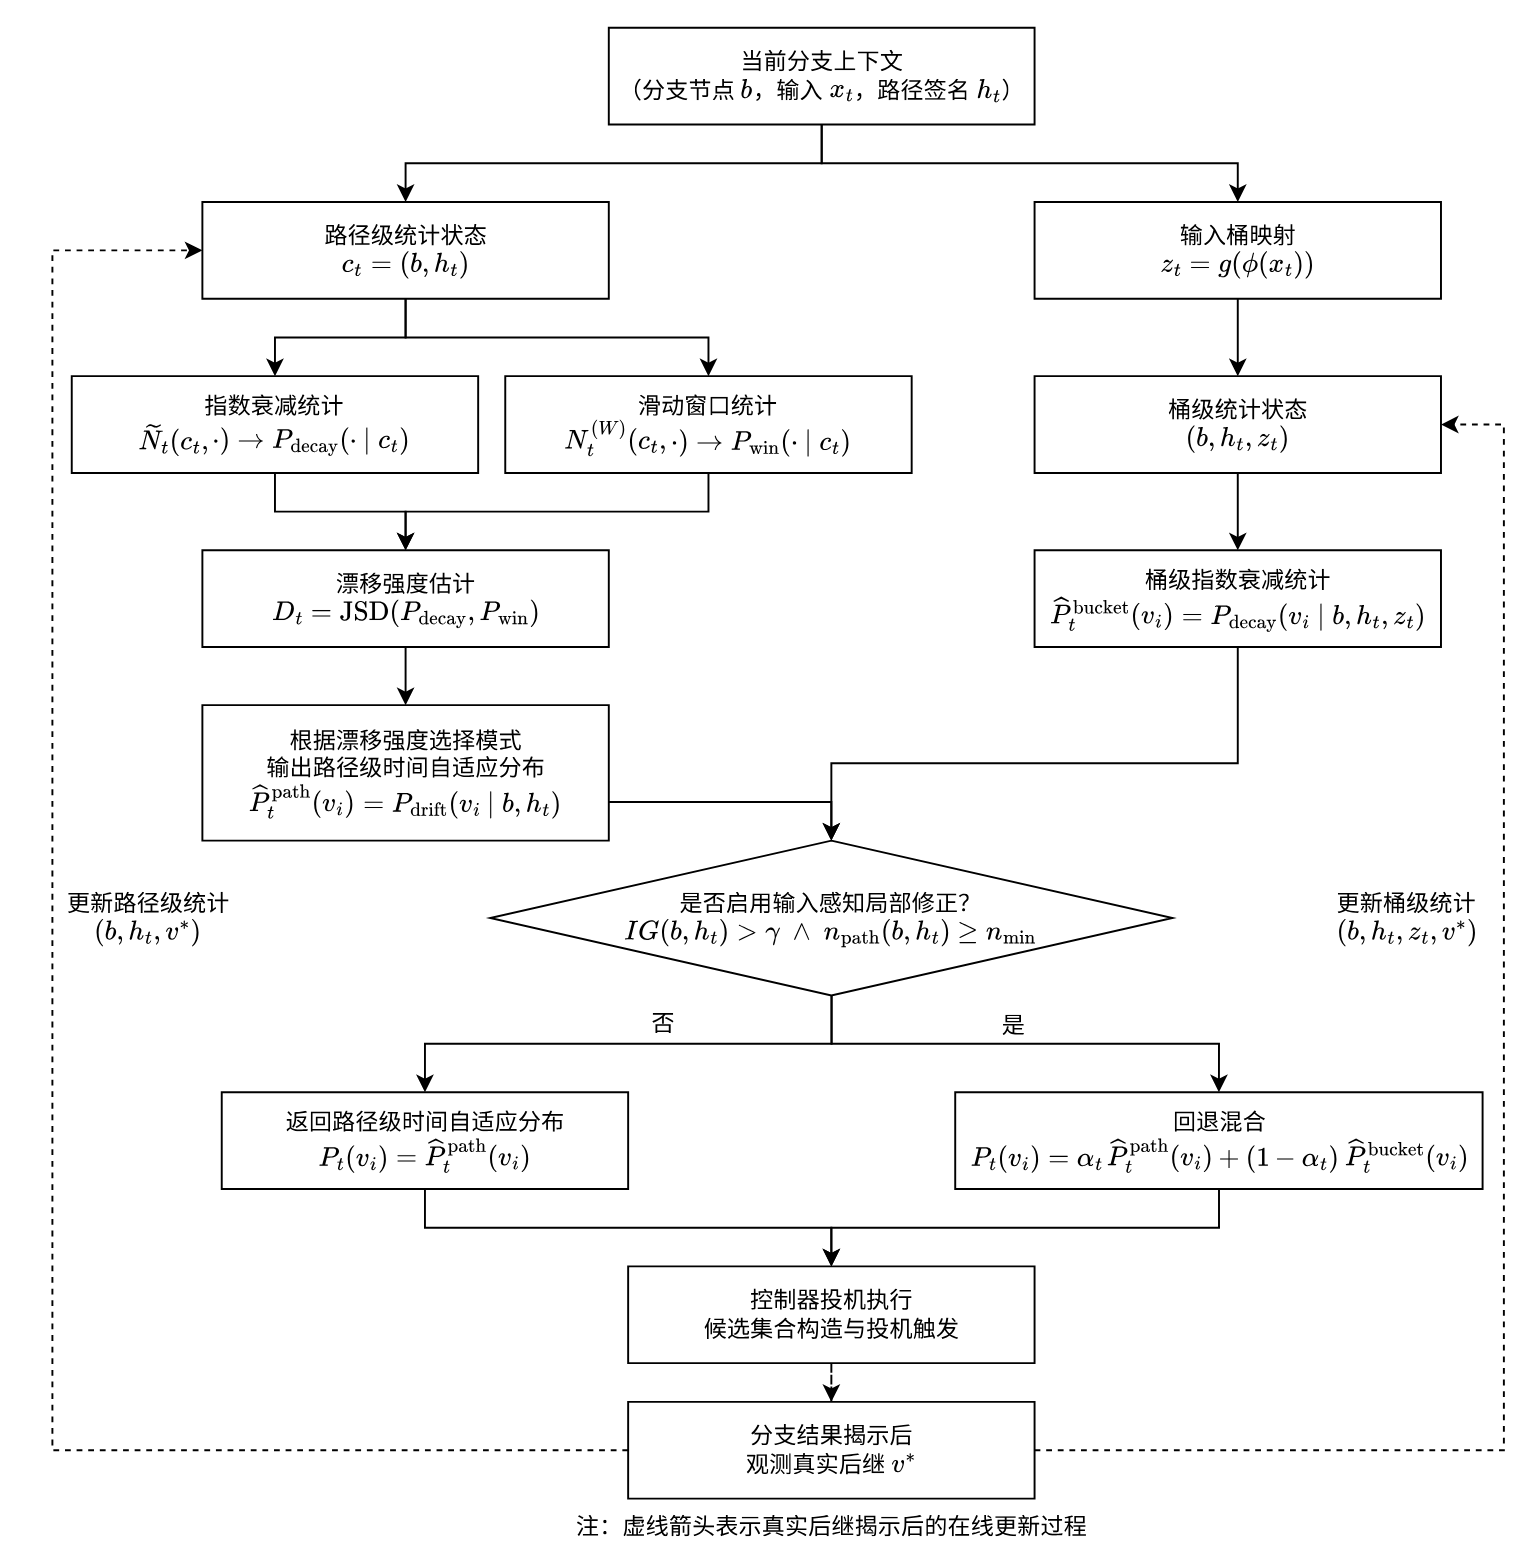 当前分支上下文
（分支节点 b，输入 x_t，路径签名 h_t）
路径级统计状态
c_t = (b, h_t)
输入桶映射
z_t = g(ϕ(x_t))
指数衰减统计
Ñ_t(c_t, ·) → P_decay(· | c_t)
滑动窗口统计
N_t^(W)(c_t, ·) → P_win(· | c_t)
桶级统计状态
(b, h_t, z_t)
漂移强度估计
D_t = JSD(P_decay, P_win)
桶级指数衰减统计
P̂_t^bucket(v_i) = P_decay(v_i | b, h_t, z_t)
根据漂移强度选择模式
输出路径级时间自适应分布
P̂_t^path(v_i) = P_drift(v_i | b, h_t)
更新路径级统计
(b, h_t, v*)
是否启用输入感知局部修正？
IG(b, h_t) > γ ∧ n_path(b, h_t) ≥ n_min
更新桶级统计
(b, h_t, z_t, v*)
否
是
返回路径级时间自适应分布
P_t(v_i) = P̂_t^path(v_i)
回退混合
P_t(v_i) = α_t P̂_t^path(v_i) + (1 − α_t) P̂_t^bucket(v_i)
控制器投机执行
候选集合构造与投机触发
分支结果揭示后
观测真实后继 v*
注：虚线箭头表示真实后继揭示后的在线更新过程